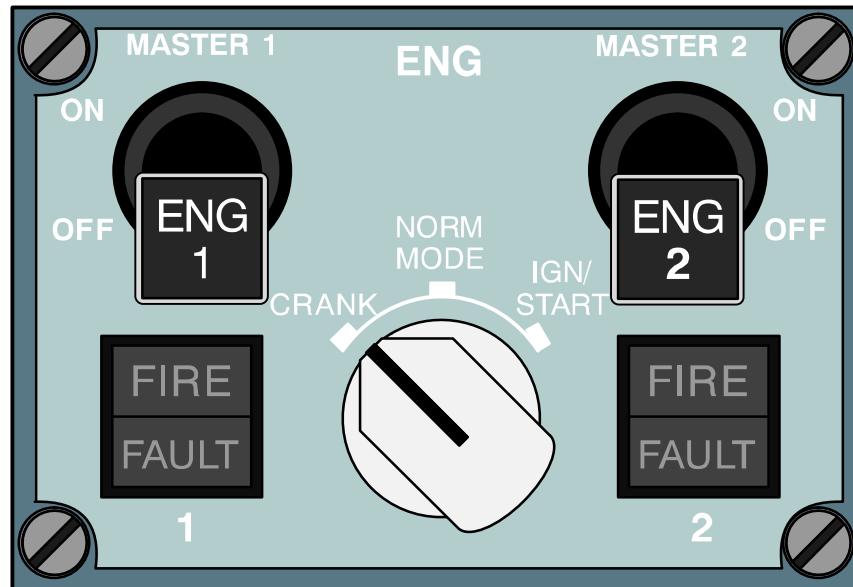 MASTER 1
ENG
MASTER 2
ON
ON
OFF
ENG
1
NORM
MODE
ENG
2
OFF
CRANK
IGN/
START
FIRE
FAULT
FIRE
FAULT
1
2